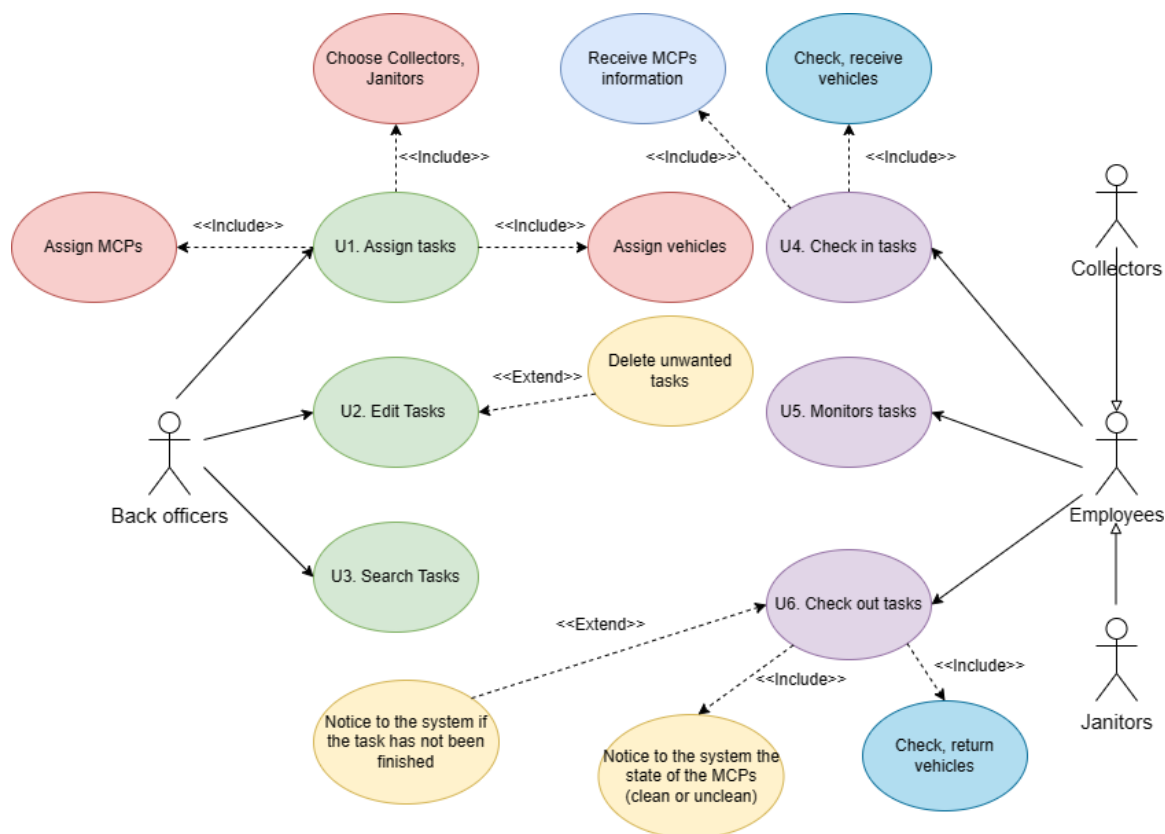 Choose Collectors,
Janitors
Receive MCPs
information
Check, receive
vehicles
<<Include>>
<<Include>>
<<Include>>
Assign MCPs
<<Include>>
U1. Assign tasks
<<Include>>
Assign vehicles
U4. Check in tasks
Collectors
Delete unwanted
tasks
<<Extend>>
U2. Edit Tasks
U5. Monitors tasks
Back officers
Employees
U3. Search Tasks
U6. Check out tasks
<<Extend>>
<<Include>>
<<Include>>
Notice to the system if
the task has not been
finished
Notice to the system the
state of the MCPs
(clean or unclean)
Check, return
vehicles
Janitors